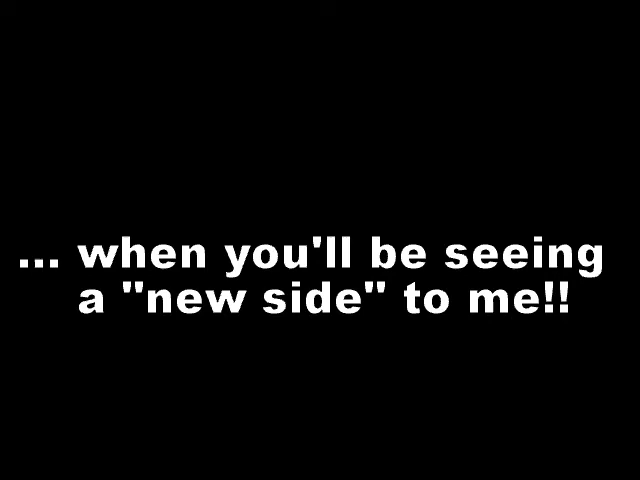 ... when you'll be seeing
a "new side" to me!!